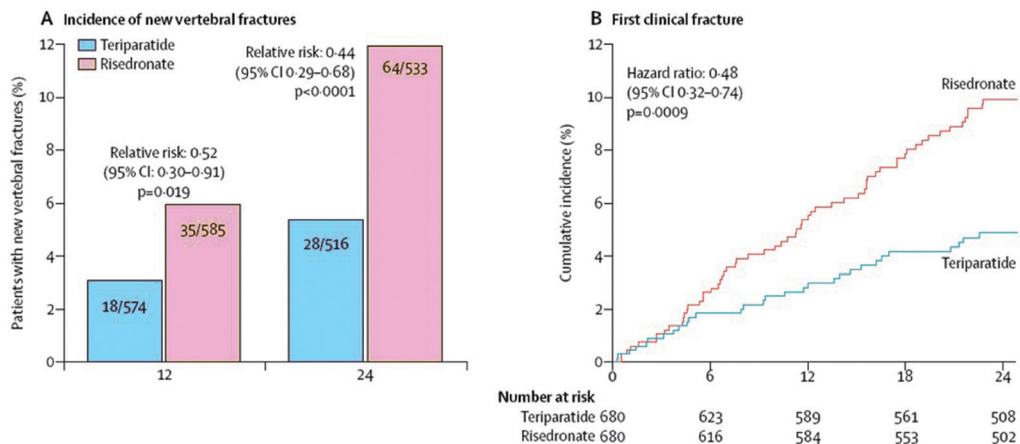 A Incidence of new vertebral fractures
Patients with new vertebral fractures (%)
12
10
8
6
4
2
0
Teriparatide
Risedronate
Relative risk: 0·44
(95% CI 0·29–0·68)
p<0·0001
64/533
Relative risk: 0·52
(95% CI: 0·30–0·91)
p=0·019
35/585
28/516
18/574
12
24
B First clinical fracture
Cumulative incidence (%)
12
10
8
6
4
2
0
Hazard ratio: 0·48
(95% CI 0·32–0·74)
p=0·0009
Risedronate
Teriparatide
0 6 12 18 24
Number at risk
Teriparatide 680 623 589 561 508
Risedronate 680 616 584 553 502